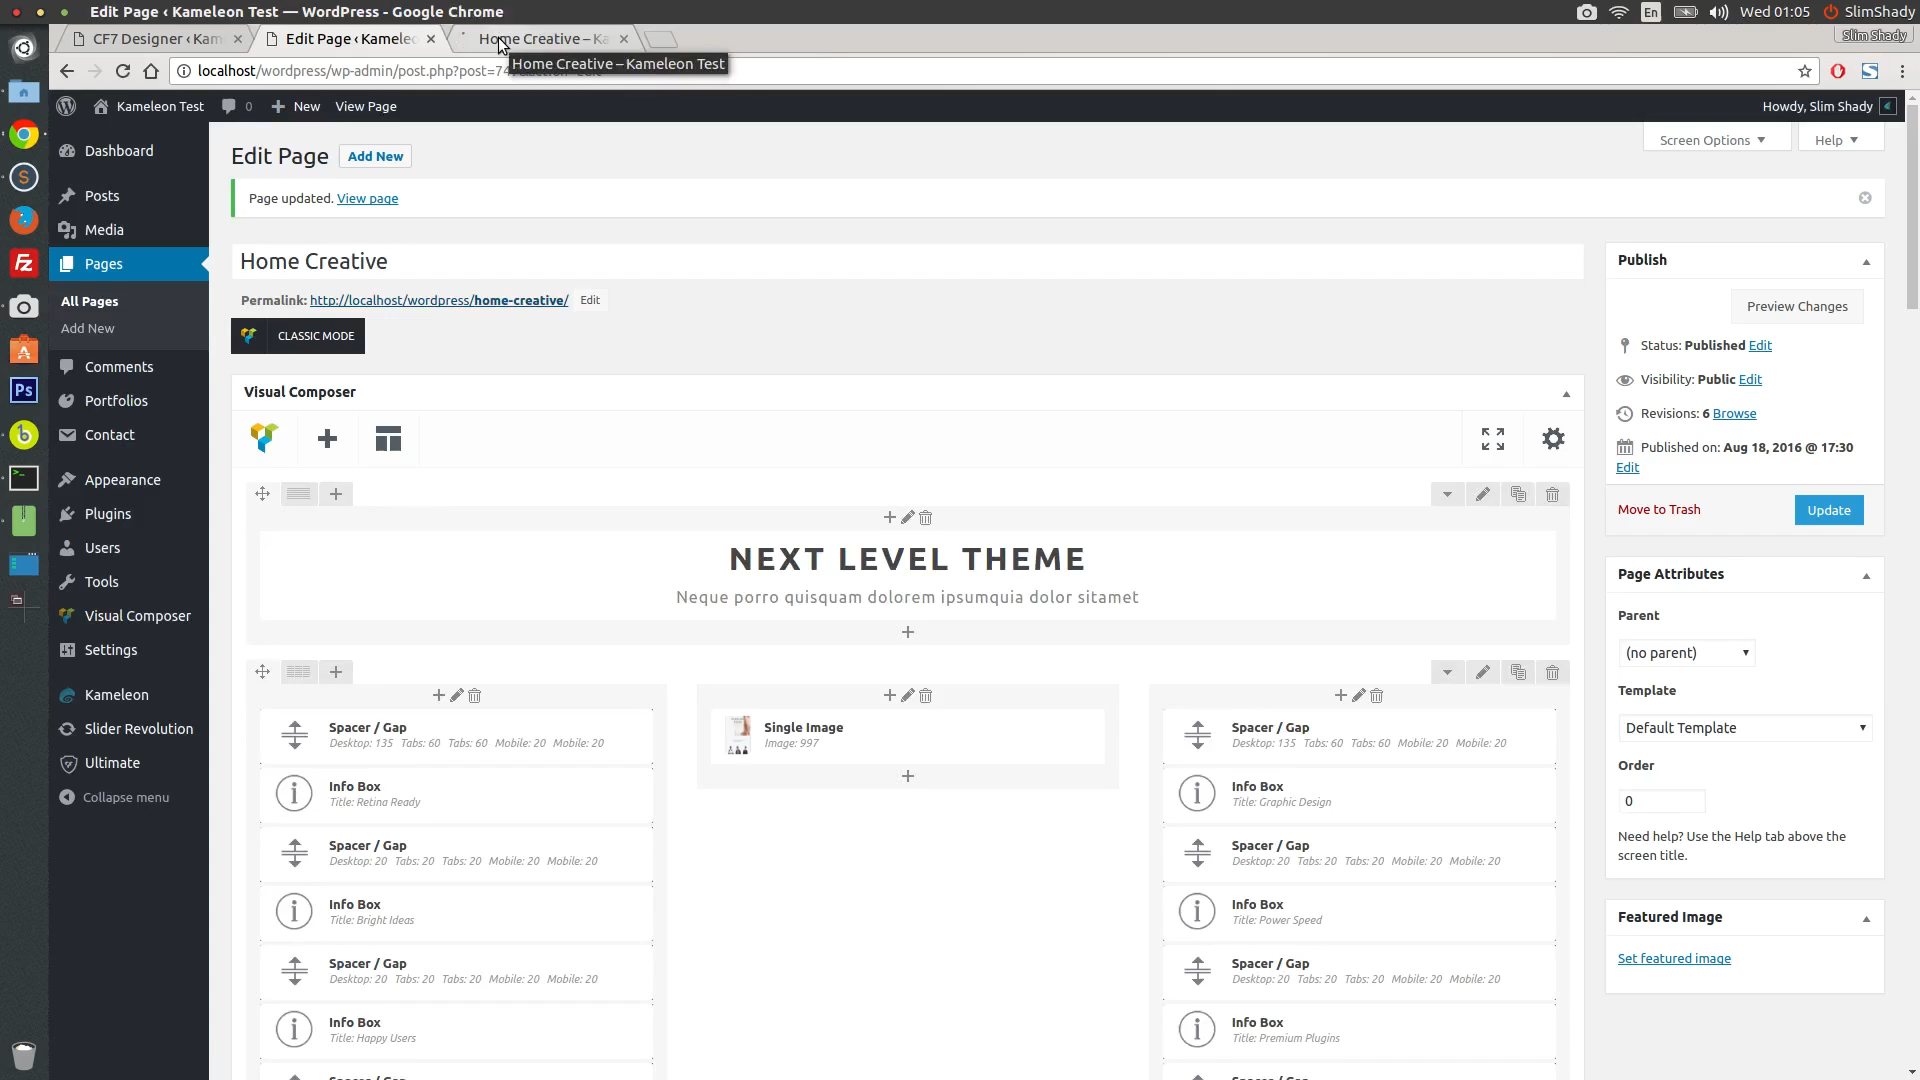 Edit Page ‹ Kameleon Test — WordPress - Google Chrome
En
Wed 01:05
SlimShady
CF7 Designer ‹ Kam
Edit Page ‹ Kamele
Home Creative – Ka
Slim Shady
localhost/wordpress/wp-admin/post.php?post=74
Home Creative – Kameleon Test
Kameleon Test
0
New
View Page
Howdy, Slim Shady
Dashboard
Posts
Media
Pages
All Pages
Add New
Comments
Portfolios
Contact
Appearance
Plugins
Users
Tools
Visual Composer
Settings
Kameleon
Slider Revolution
Ultimate
Collapse menu
Screen Options
Help
Edit Page
Add New
Page updated. View page
Home Creative
Permalink: http://localhost/wordpress/home-creative/ Edit
CLASSIC MODE
Visual Composer
NEXT LEVEL THEME
Neque porro quisquam dolorem ipsumquia dolor sitamet
Spacer / Gap
Desktop: 135 Tabs: 60 Tabs: 60 Mobile: 20 Mobile: 20
Info Box
Title: Retina Ready
Spacer / Gap
Desktop: 20 Tabs: 20 Tabs: 20 Mobile: 20 Mobile: 20
Info Box
Title: Bright Ideas
Spacer / Gap
Desktop: 20 Tabs: 20 Tabs: 20 Mobile: 20 Mobile: 20
Info Box
Title: Happy Users
Single Image
Image: 997
Spacer / Gap
Desktop: 135 Tabs: 60 Tabs: 60 Mobile: 20 Mobile: 20
Info Box
Title: Graphic Design
Spacer / Gap
Desktop: 20 Tabs: 20 Tabs: 20 Mobile: 20 Mobile: 20
Info Box
Title: Power Speed
Spacer / Gap
Desktop: 20 Tabs: 20 Tabs: 20 Mobile: 20 Mobile: 20
Info Box
Title: Premium Plugins
Publish
Preview Changes
Status: Published Edit
Visibility: Public Edit
Revisions: 6 Browse
Published on: Aug 18, 2016 @ 17:30
Edit
Move to Trash
Update
Page Attributes
Parent
(no parent)
Template
Default Template
Order
0
Need help? Use the Help tab above the
screen title.
Featured Image
Set featured image
Ps
Fz